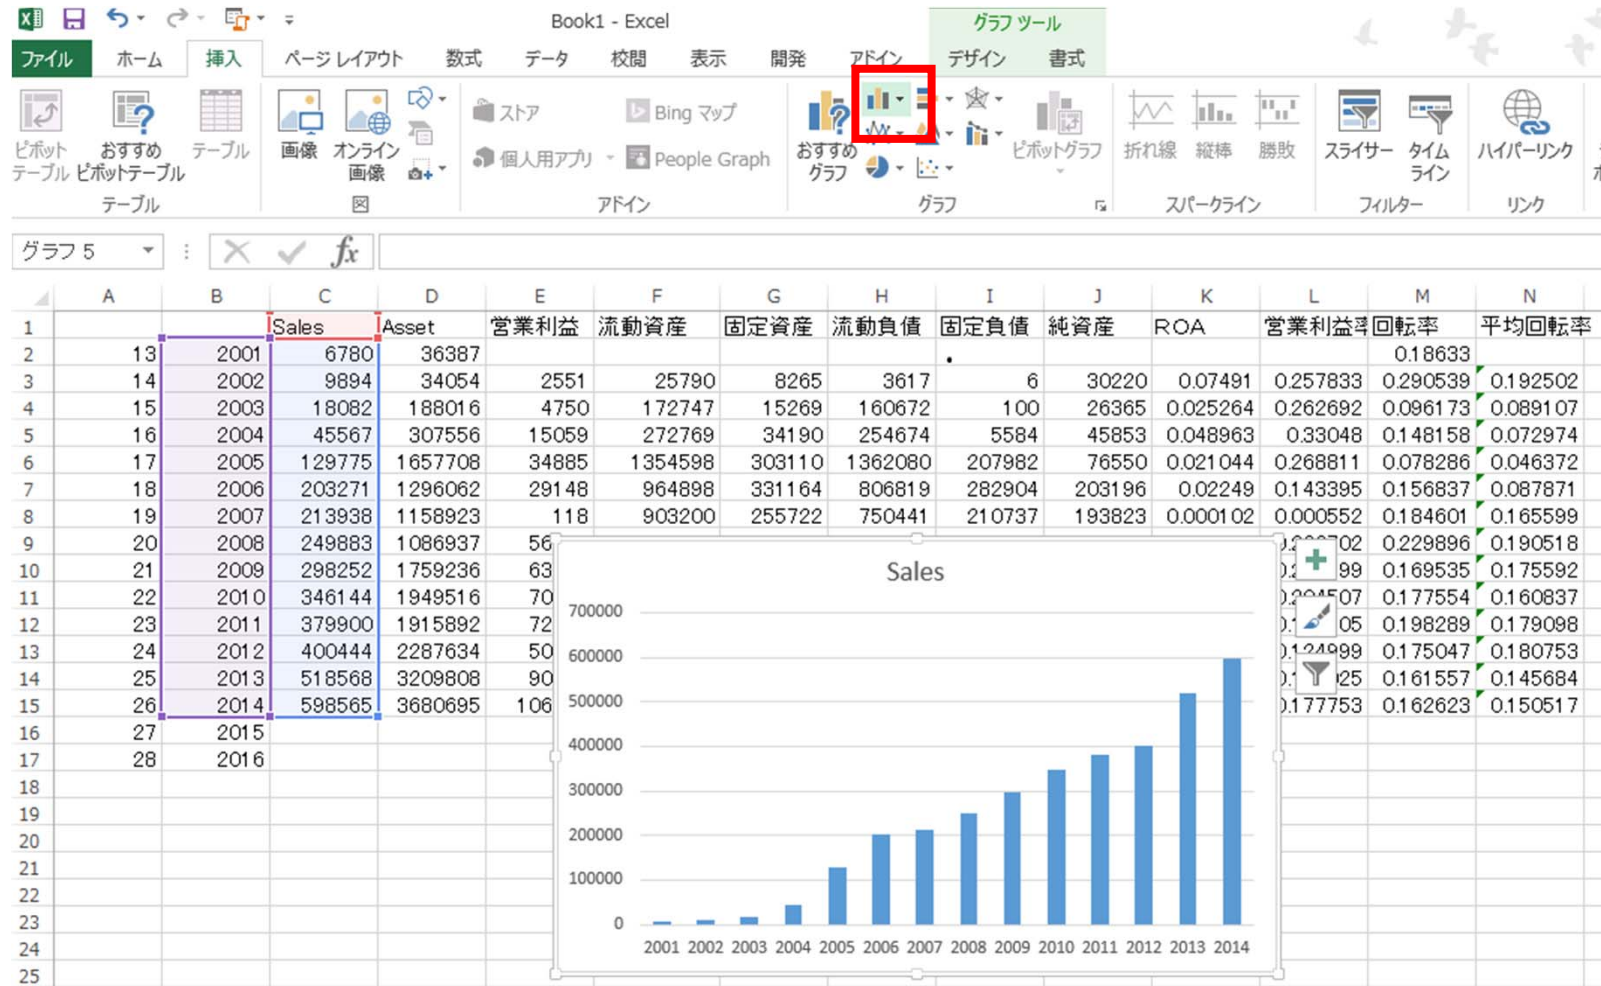 Book1 - Excel
グラフ ツール
ファイル ホーム 挿入 ページ レイアウト 数式 データ 校閲 表示 開発 アドイン デザイン 書式
ピボット
テーブル
おすすめ
ピボットテーブル
テーブル
画像
オンライン
画像
ストア
個人用アプリ
Bing マップ
People Graph
おすすめ
グラフ
ピボットグラフ
折れ線 縦棒 勝敗
スライサー
タイム
ライン
ハイパーリンク
テーブル 図 アドイン グラフ スパークライン フィルター リンク
グラフ 5 fx
A B C D E F G H I J K L M N
1 Sales Asset 営業利益 流動資産 固定資産 流動負債 固定負債 純資産 ROA 営業利益率 回転率 平均回転率
2 13 2001 6780 36387 . 0.18633
3 14 2002 9894 34054 2551 25790 8265 3617 6 30220 0.07491 0.257833 0.290539 0.192502
4 15 2003 18082 188016 4750 172747 15269 160672 100 26365 0.025264 0.262692 0.096173 0.089107
5 16 2004 45567 307556 15059 272769 34190 254674 5584 45853 0.048963 0.33048 0.148158 0.072974
6 17 2005 129775 1657708 34885 1354598 303110 1362080 207982 76550 0.021044 0.268811 0.078286 0.046372
7 18 2006 203271 1296062 29148 964898 331164 806819 282904 203196 0.02249 0.143395 0.156837 0.087871
8 19 2007 213938 1158923 118 903200 255722 750441 210737 193823 0.000102 0.000552 0.184601 0.165599
9 20 2008 249883 1086937 56 0.229896 0.190518
10 21 2009 298252 1759236 63 99 0.169535 0.175592
11 22 2010 346144 1949516 70 507 0.177554 0.160837
12 23 2011 379900 1915892 72 05 0.198289 0.179098
13 24 2012 400444 2287634 50 0.124999 0.175047 0.180753
14 25 2013 518568 3209808 90 025 0.161557 0.145684
15 26 2014 598565 3680695 106 0.177753 0.162623 0.150517
16 27 2015
17 28 2016
18
19
20
21
22
23
24
25
Sales
700000
600000
500000
400000
300000
200000
100000
0
2001 2002 2003 2004 2005 2006 2007 2008 2009 2010 2011 2012 2013 2014